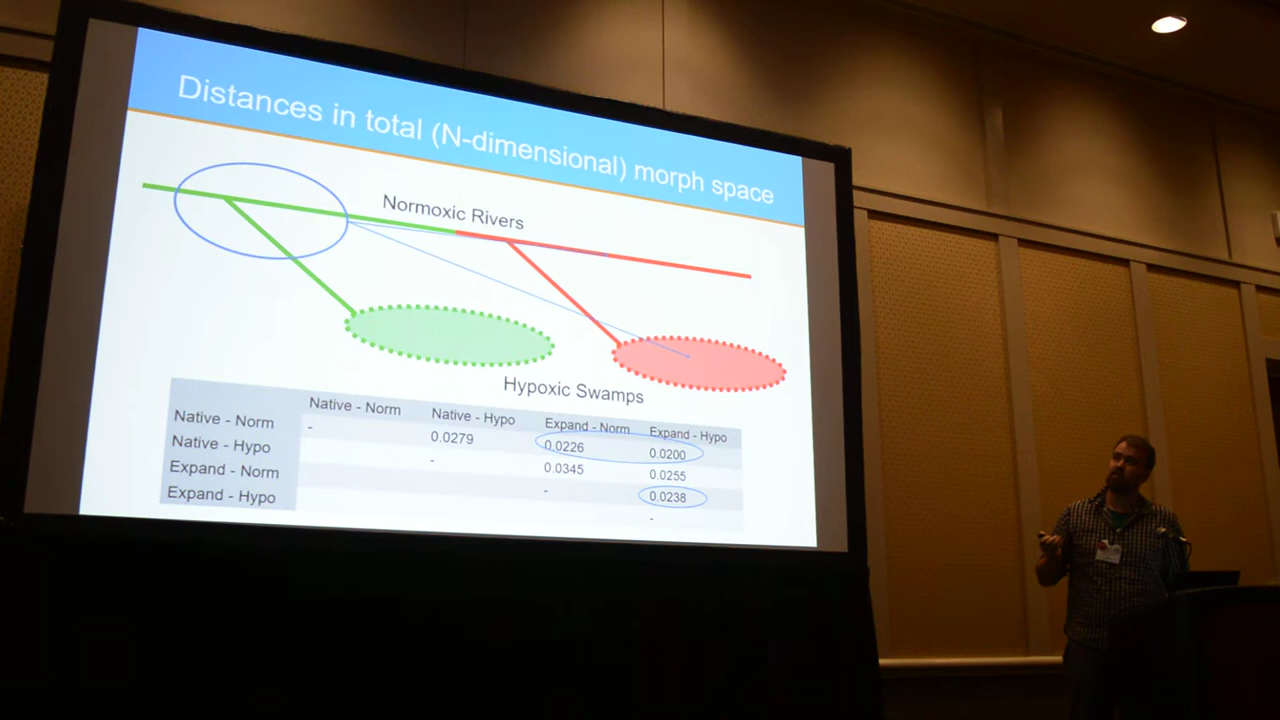 Distances in total (N-dimensional) morph space
Normoxic Rivers
Hypoxic Swamps
Native - Norm Native - Hypo Expand - Norm Expand - Hypo
Native - Norm - 0.0279 0.0226 0.0200
Native - Hypo - 0.0345 0.0255
Expand - Norm - 0.0238
Expand - Hypo -